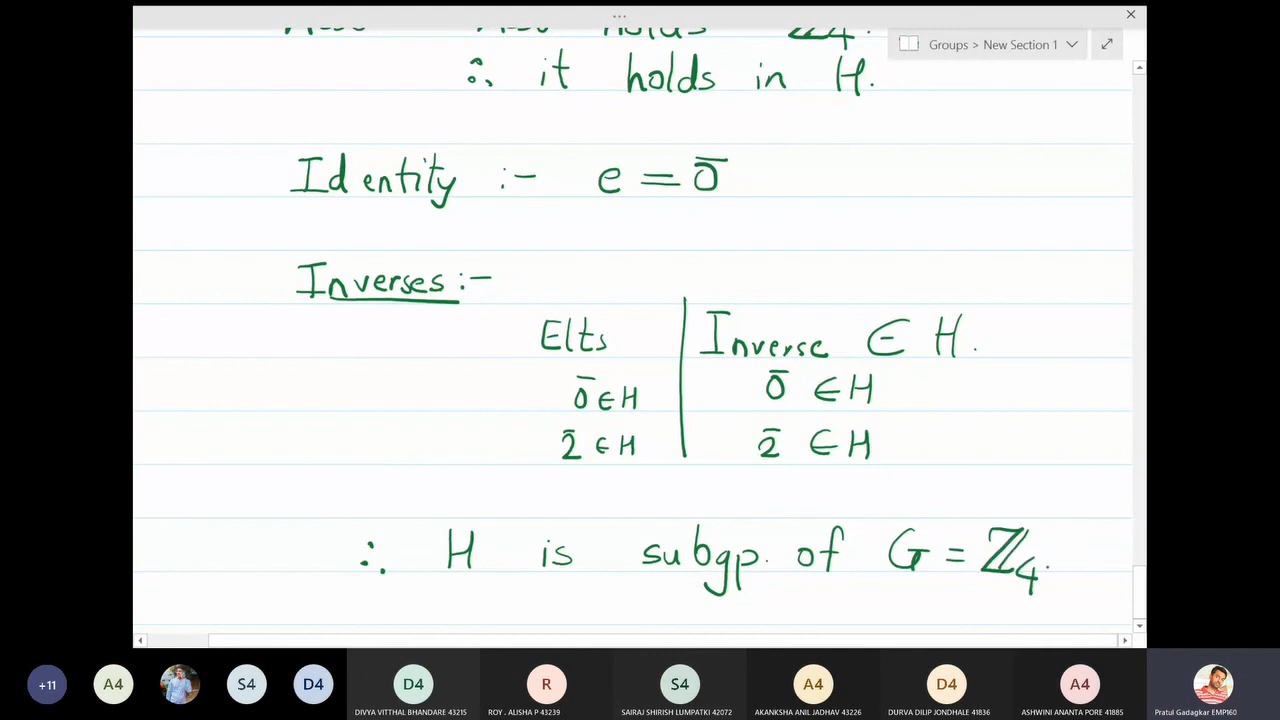 holds
Groups > New Section 1
∴ it holds in H.
Identity :- e = 0̅
Inverses :-
Elts Inverse ∈ H.
0̅ ∈ H 0̅ ∈ H
2̅ ∈ H 2̅ ∈ H
∴ H is subgp. of G = ℤ4.
+11 A4 S4 D4 D4 R S4 A4 D4 A4
DIVYA VITTHAL BHANDARE 43215 ROY . ALISHA P 43239 SAIRAJ SHIRISH LUMPATKI 42072 AKANKSHA ANIL JADHAV 43226 DURVA DILIP JONDHALE 41836 ASHWINI ANANTA PORE 41885 Pratul Gadagkar EMP160